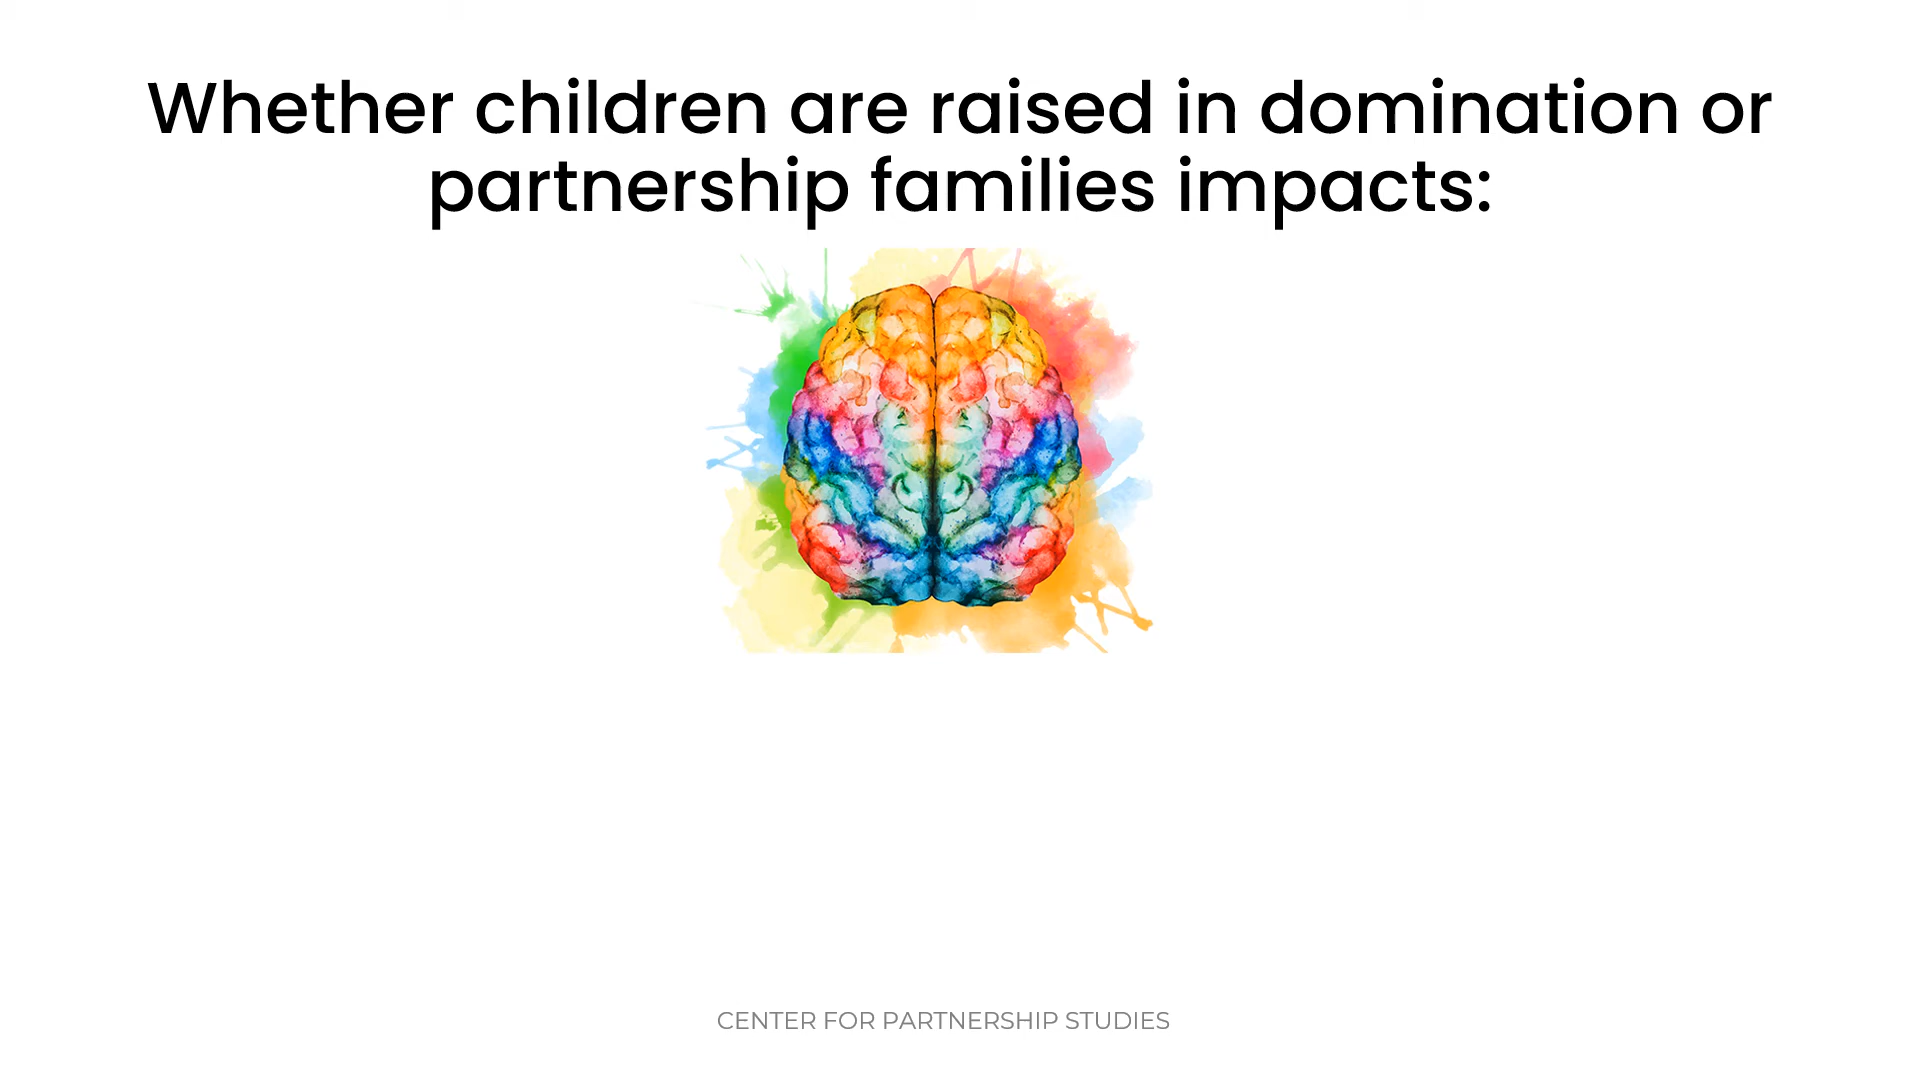 Whether children are raised in domination or
partnership families impacts:
CENTER FOR PARTNERSHIP STUDIES